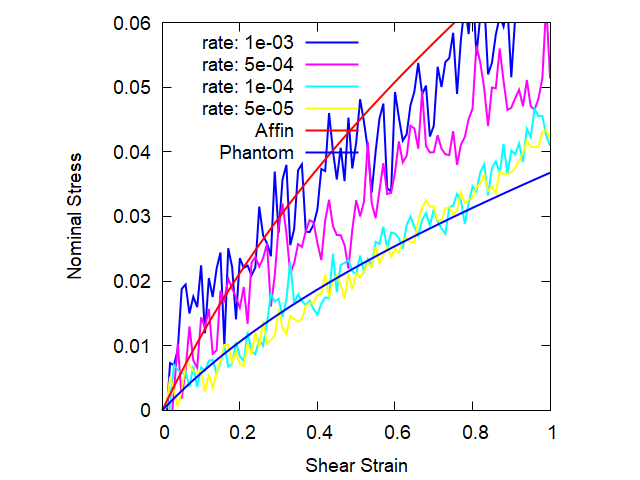 0.06
0.05
0.04
0.03
0.02
0.01
0
Nominal Stress
rate: 1e-03
rate: 5e-04
rate: 1e-04
rate: 5e-05
Affin
Phantom
0 0.2 0.4 0.6 0.8 1
Shear Strain